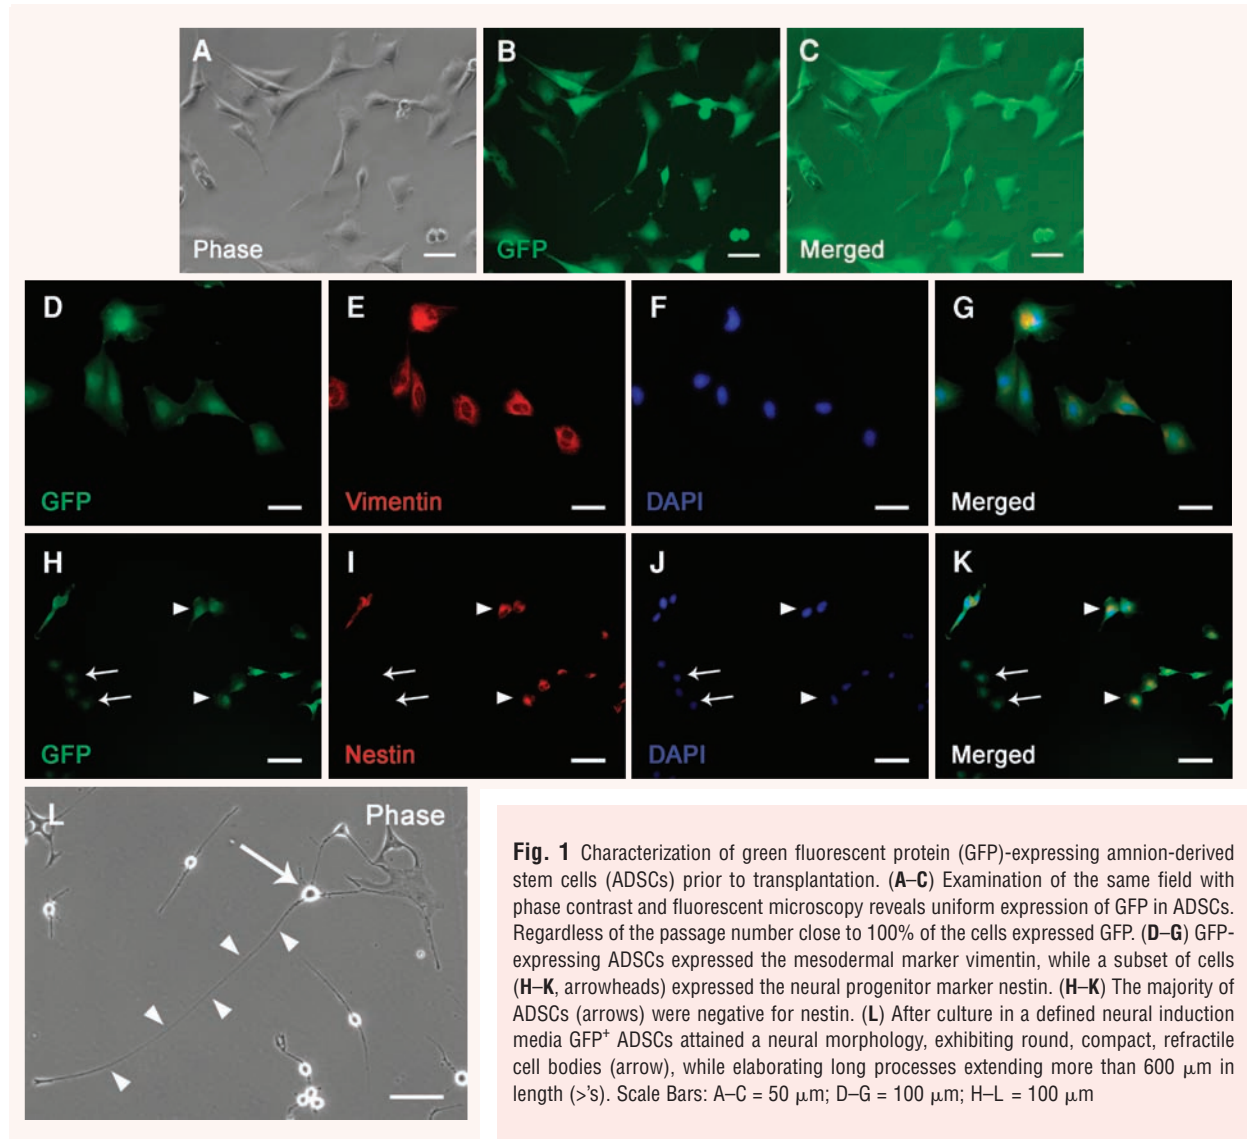 A
B
C
Phase
GFP
Merged
D
E
F
G
GFP
Vimentin
DAPI
Merged
H
I
J
K
GFP
Nestin
DAPI
Merged
L
Phase
Fig. 1 Characterization of green fluorescent protein (GFP)-expressing amnion-derived
stem cells (ADSCs) prior to transplantation. (A–C) Examination of the same field with
phase contrast and fluorescent microscopy reveals uniform expression of GFP in ADSCs.
Regardless of the passage number close to 100% of the cells expressed GFP. (D–G) GFP-
expressing ADSCs expressed the mesodermal marker vimentin, while a subset of cells
(H–K, arrowheads) expressed the neural progenitor marker nestin. (H–K) The majority of
ADSCs (arrows) were negative for nestin. (L) After culture in a defined neural induction
media GFP⁺ ADSCs attained a neural morphology, exhibiting round, compact, refractile
cell bodies (arrow), while elaborating long processes extending more than 600 μm in
length (>’s). Scale Bars: A–C = 50 μm; D–G = 100 μm; H–L = 100 μm